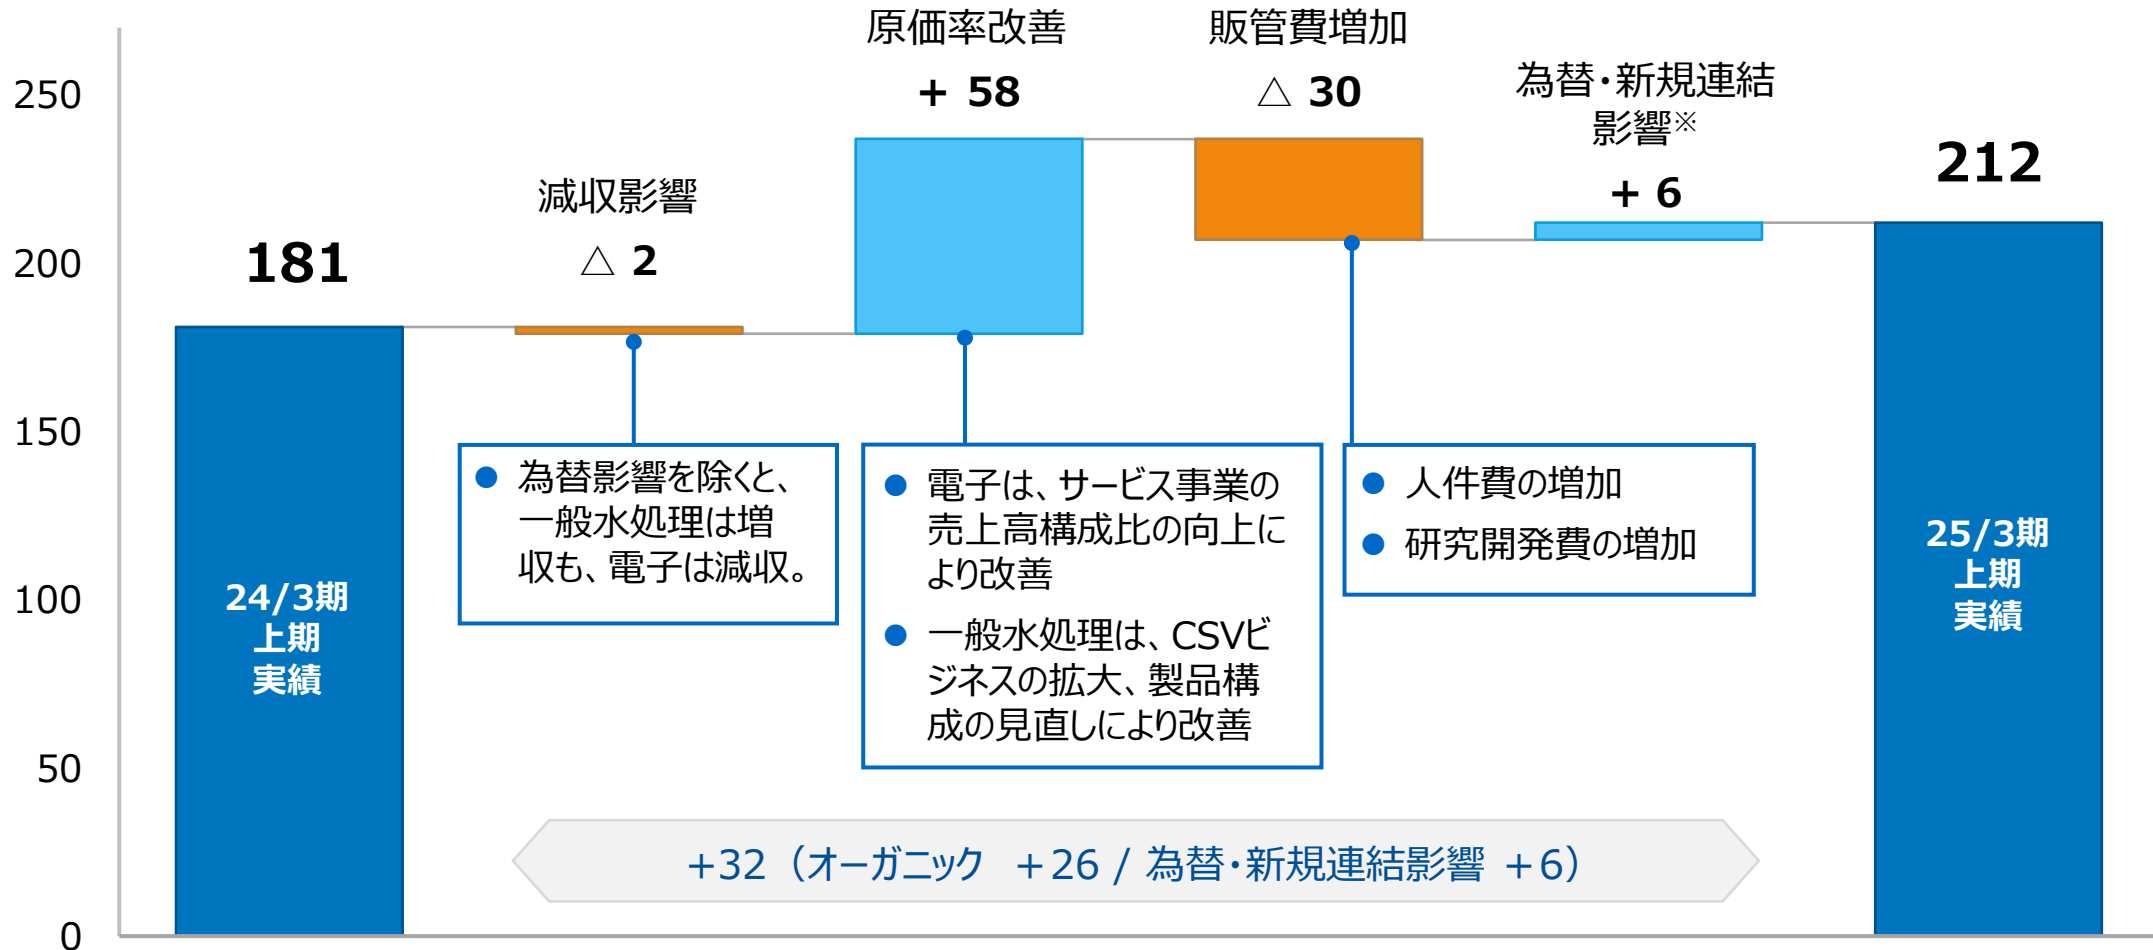 原価率改善
+ 58
販管費増加
△ 30
為替・新規連結
影響※
+ 6
212
減収影響
△ 2
181
250
200
150
100
50
0
● 為替影響を除くと、
一般水処理は増
収も、電子は減収。
● 電子は、サービス事業の
売上高構成比の向上に
より改善
● 一般水処理は、CSVビ
ジネスの拡大、製品構
成の見直しにより改善
● 人件費の増加
● 研究開発費の増加
24/3期
上期
実績
25/3期
上期
実績
+32（オーガニック +26 / 為替・新規連結影響 +6）